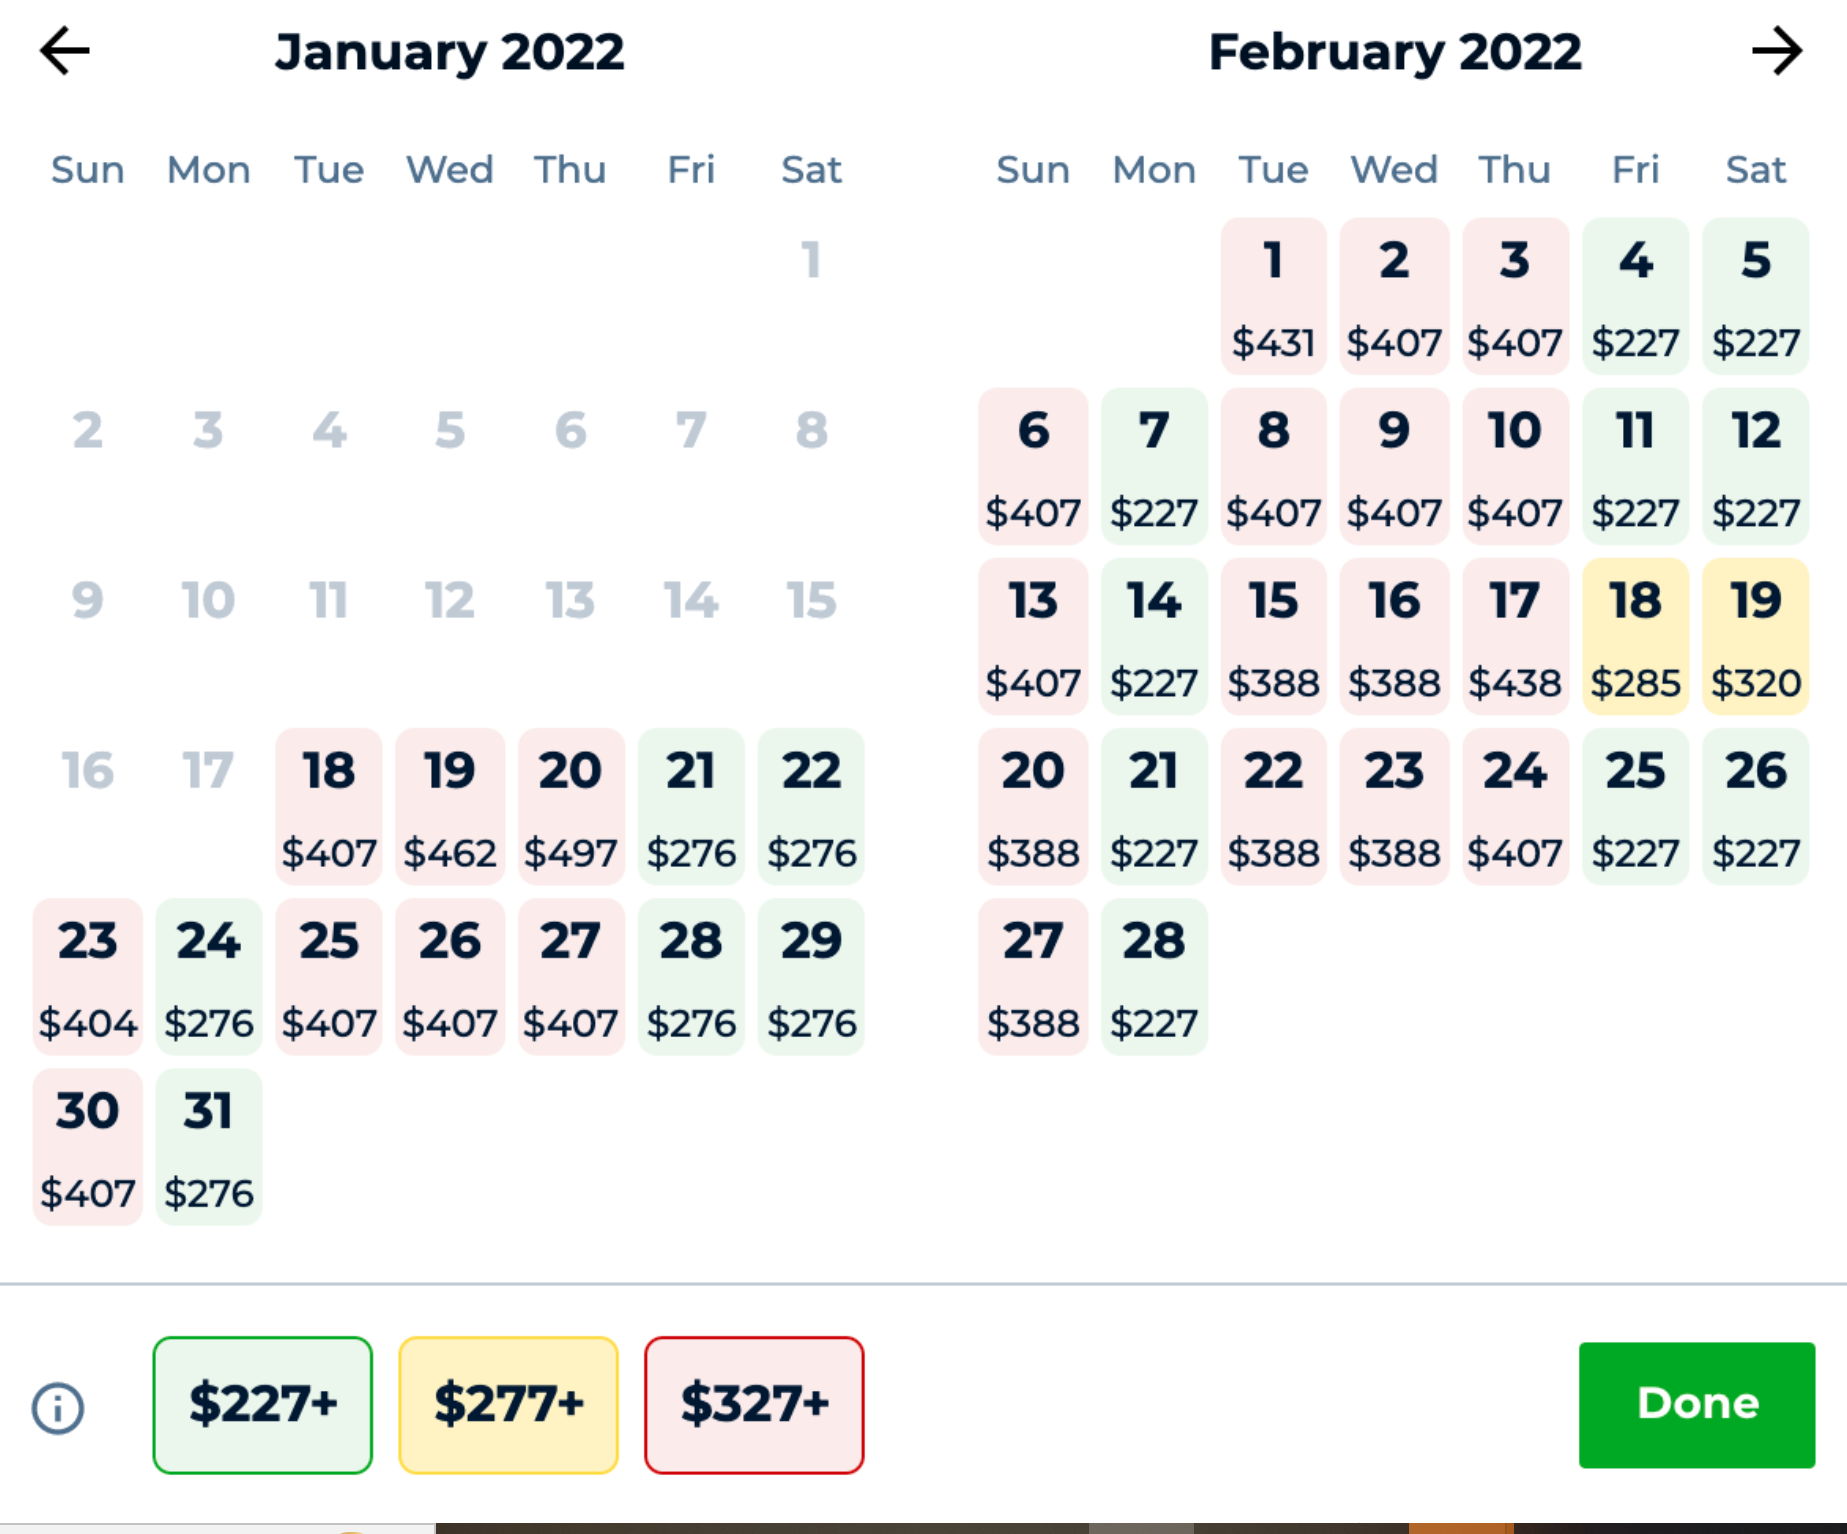 January 2022
Sun Mon Tue Wed Thu Fri Sat
1
2 3 4 5 6 7 8
9 10 11 12 13 14 15
16 17 18 19 20 21 22
$407 $462 $497 $276 $276
23 24 25 26 27 28 29
$404 $276 $407 $407 $407 $276 $276
30 31
$407 $276
February 2022
Sun Mon Tue Wed Thu Fri Sat
1 2 3 4 5
$431 $407 $407 $227 $227
6 7 8 9 10 11 12
$407 $227 $407 $407 $407 $227 $227
13 14 15 16 17 18 19
$407 $227 $388 $388 $438 $285 $320
20 21 22 23 24 25 26
$388 $227 $388 $388 $407 $227 $227
27 28
$388 $227
$227+ $277+ $327+
Done